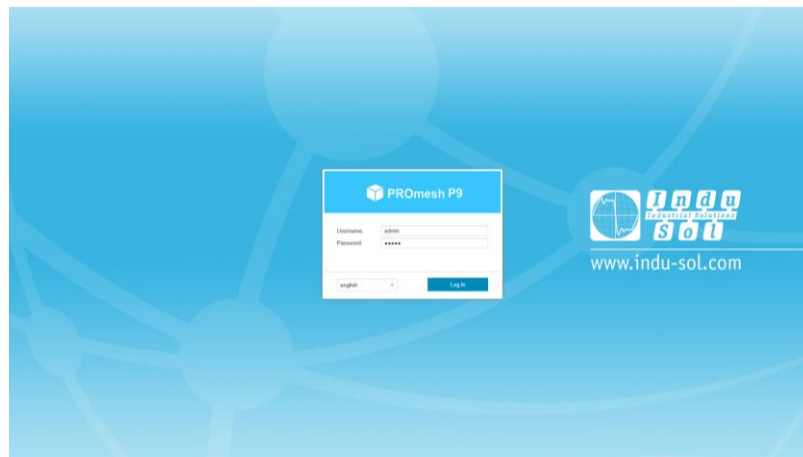 PROmesh P9
Username admin
Password •••••
english
Log In
Indu
Industrial Solutions
Sol
www.indu-sol.com